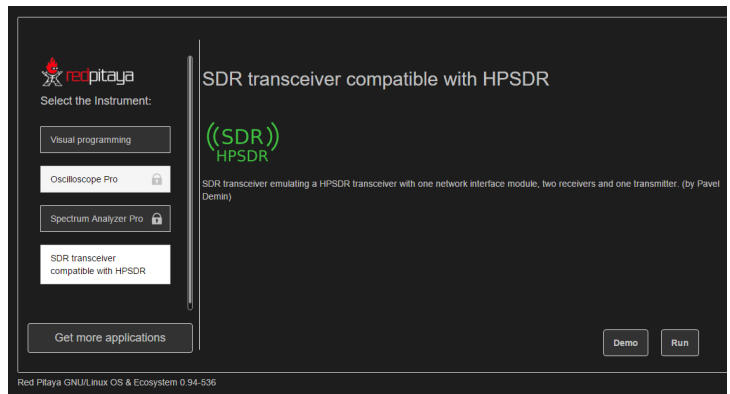 redpitaya
Select the Instrument:
Visual programming
Oscilloscope Pro
Spectrum Analyzer Pro
SDR transceiver
compatible with HPSDR
Get more applications
SDR transceiver compatible with HPSDR
((SDR))
HPSDR
SDR transceiver emulating a HPSDR transceiver with one network interface module, two receivers and one transmitter. (by Pavel
Demin)
Demo
Run
Red Pitaya GNU/Linux OS & Ecosystem 0.94-536